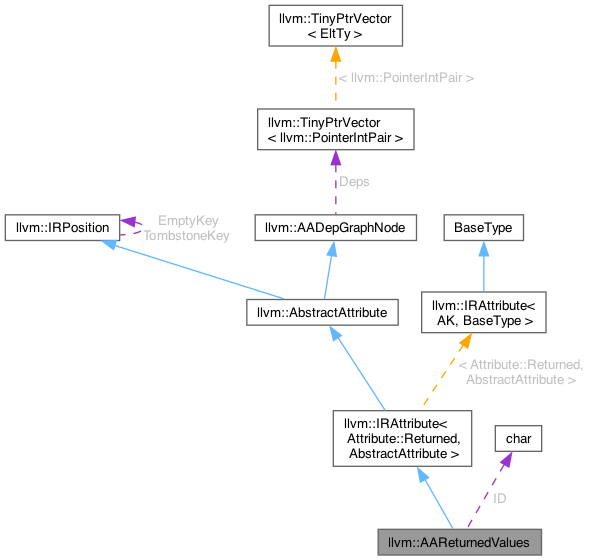 llvm::TinyPtrVector
< EltTy >
< llvm::PointerIntPair >
llvm::TinyPtrVector
< llvm::PointerIntPair >
Deps
llvm::IRPosition
EmptyKey
TombstoneKey
llvm::AADepGraphNode
BaseType
llvm::AbstractAttribute
llvm::IRAttribute<
AK, BaseType >
< Attribute::Returned,
AbstractAttribute >
llvm::IRAttribute<
Attribute::Returned,
AbstractAttribute >
char
ID
llvm::AAReturnedValues